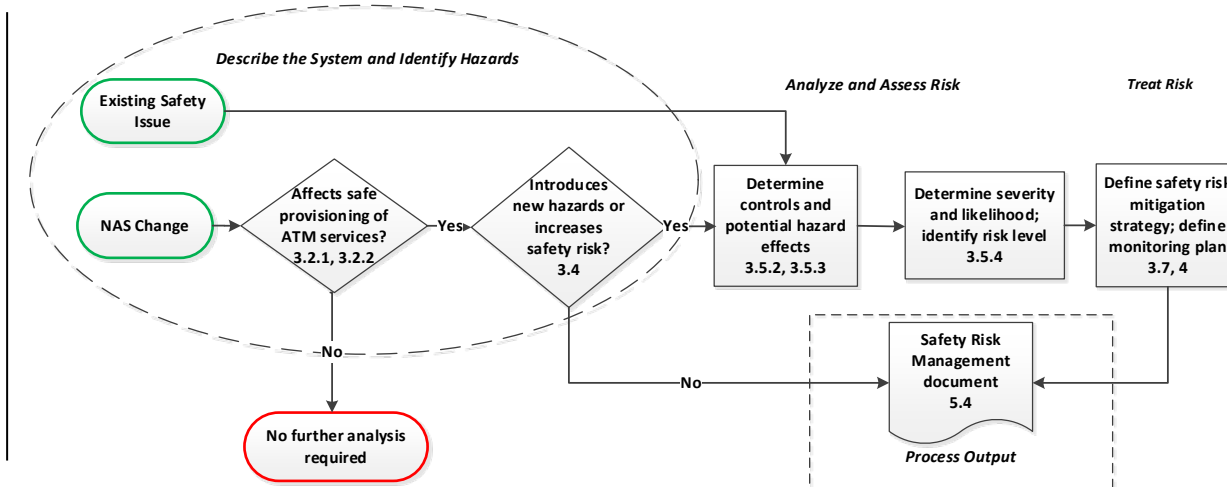 Describe the System and Identify Hazards
Analyze and Assess Risk
Treat Risk
Existing Safety
Issue
NAS Change
Affects safe
provisioning of
ATM services?
3.2.1, 3.2.2
Yes
Introduces
new hazards or
increases
safety risk?
3.4
Yes
Determine
controls and
potential hazard
effects
3.5.2, 3.5.3
Determine severity
and likelihood;
identify risk level
3.5.4
Define safety risk
mitigation
strategy; define
monitoring plan
3.7, 4
No
No further analysis
required
No
Safety Risk
Management
document
5.4
Process Output